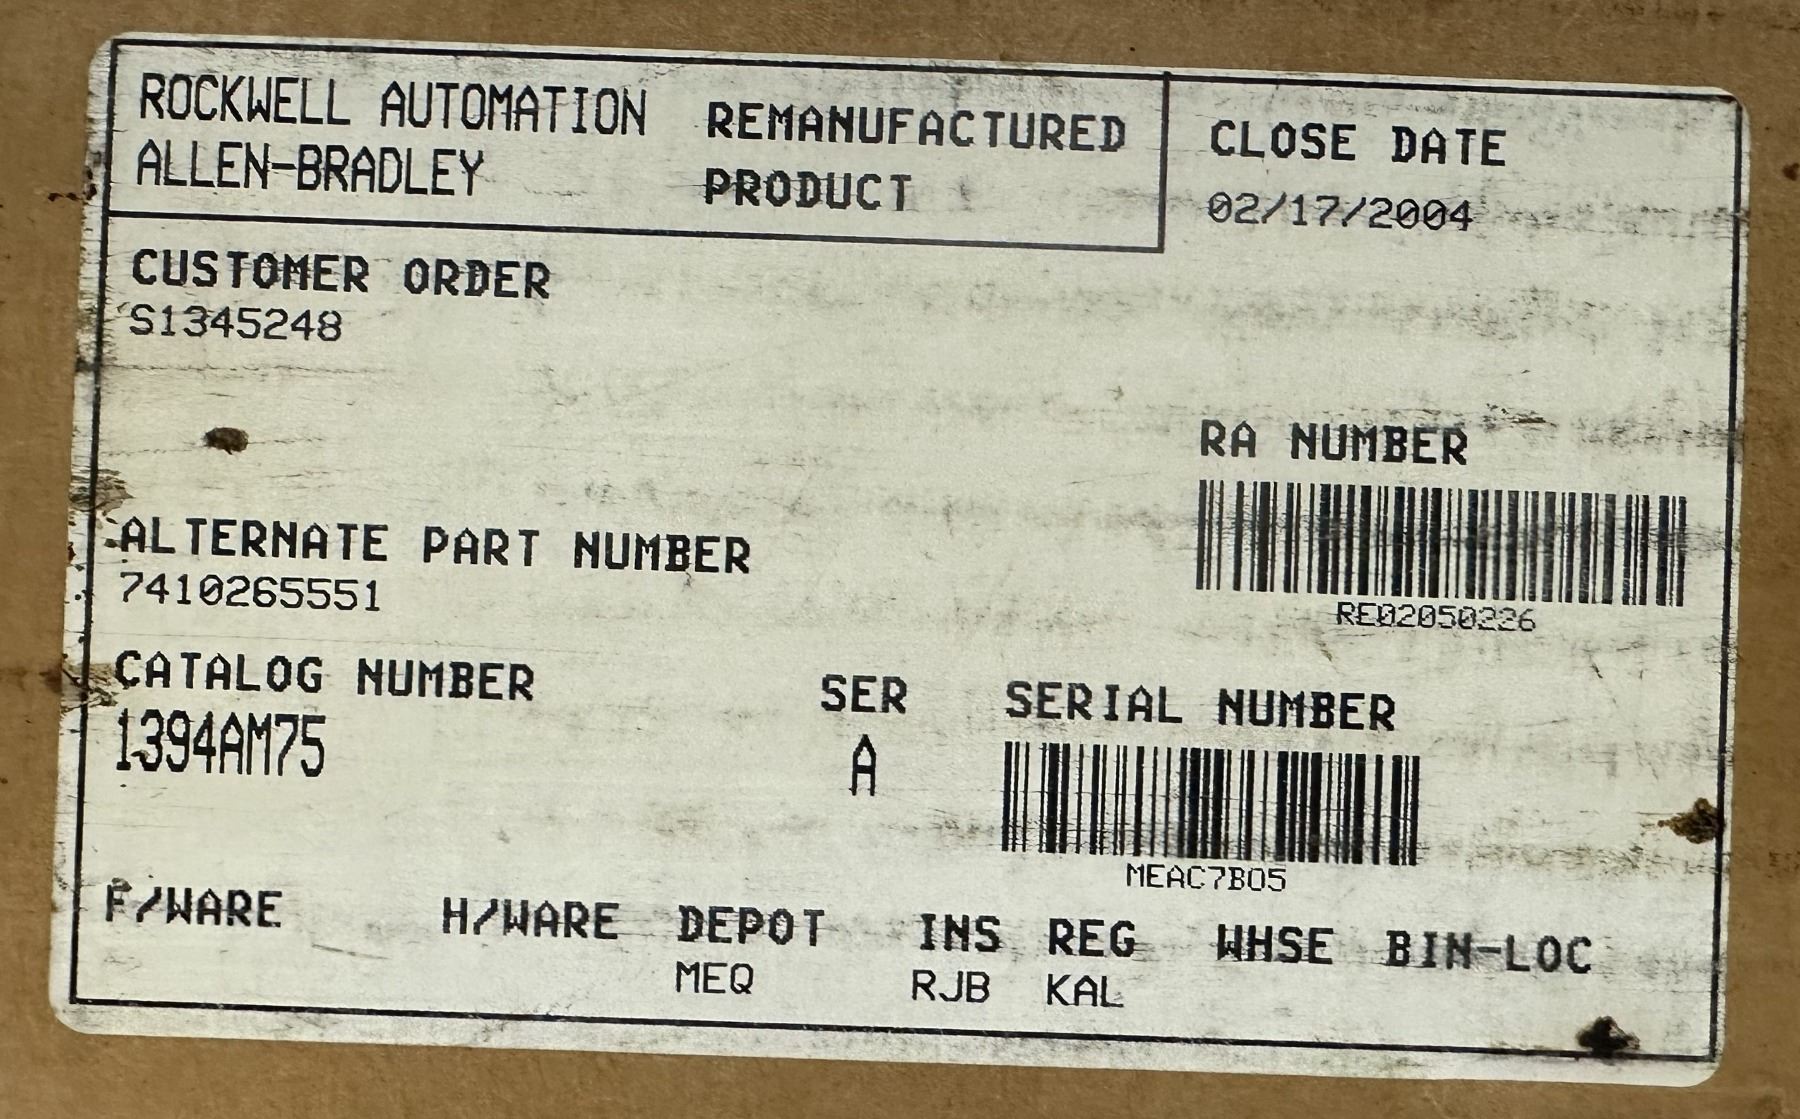 ROCKWELL AUTOMATION
ALLEN-BRADLEY
REMANUFACTURED
PRODUCT
CLOSE DATE
02/17/2004
CUSTOMER ORDER
S1345248
RA NUMBER
RE02050226
ALTERNATE PART NUMBER
7410265551
CATALOG NUMBER
1394AM75
SER
A
SERIAL NUMBER
MEAC7B05
F/WARE H/WARE DEPOT INS REG WHSE BIN-LOC
MEQ RJB KAL